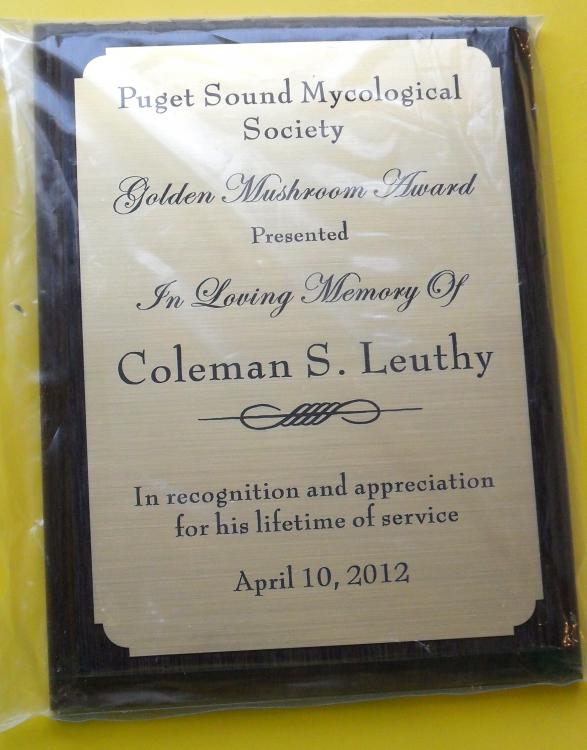 Puget Sound Mycological
Society
Golden Mushroom Award
Presented
In Loving Memory Of
Coleman S. Leuthy
In recognition and appreciation
for his lifetime of service
April 10, 2012